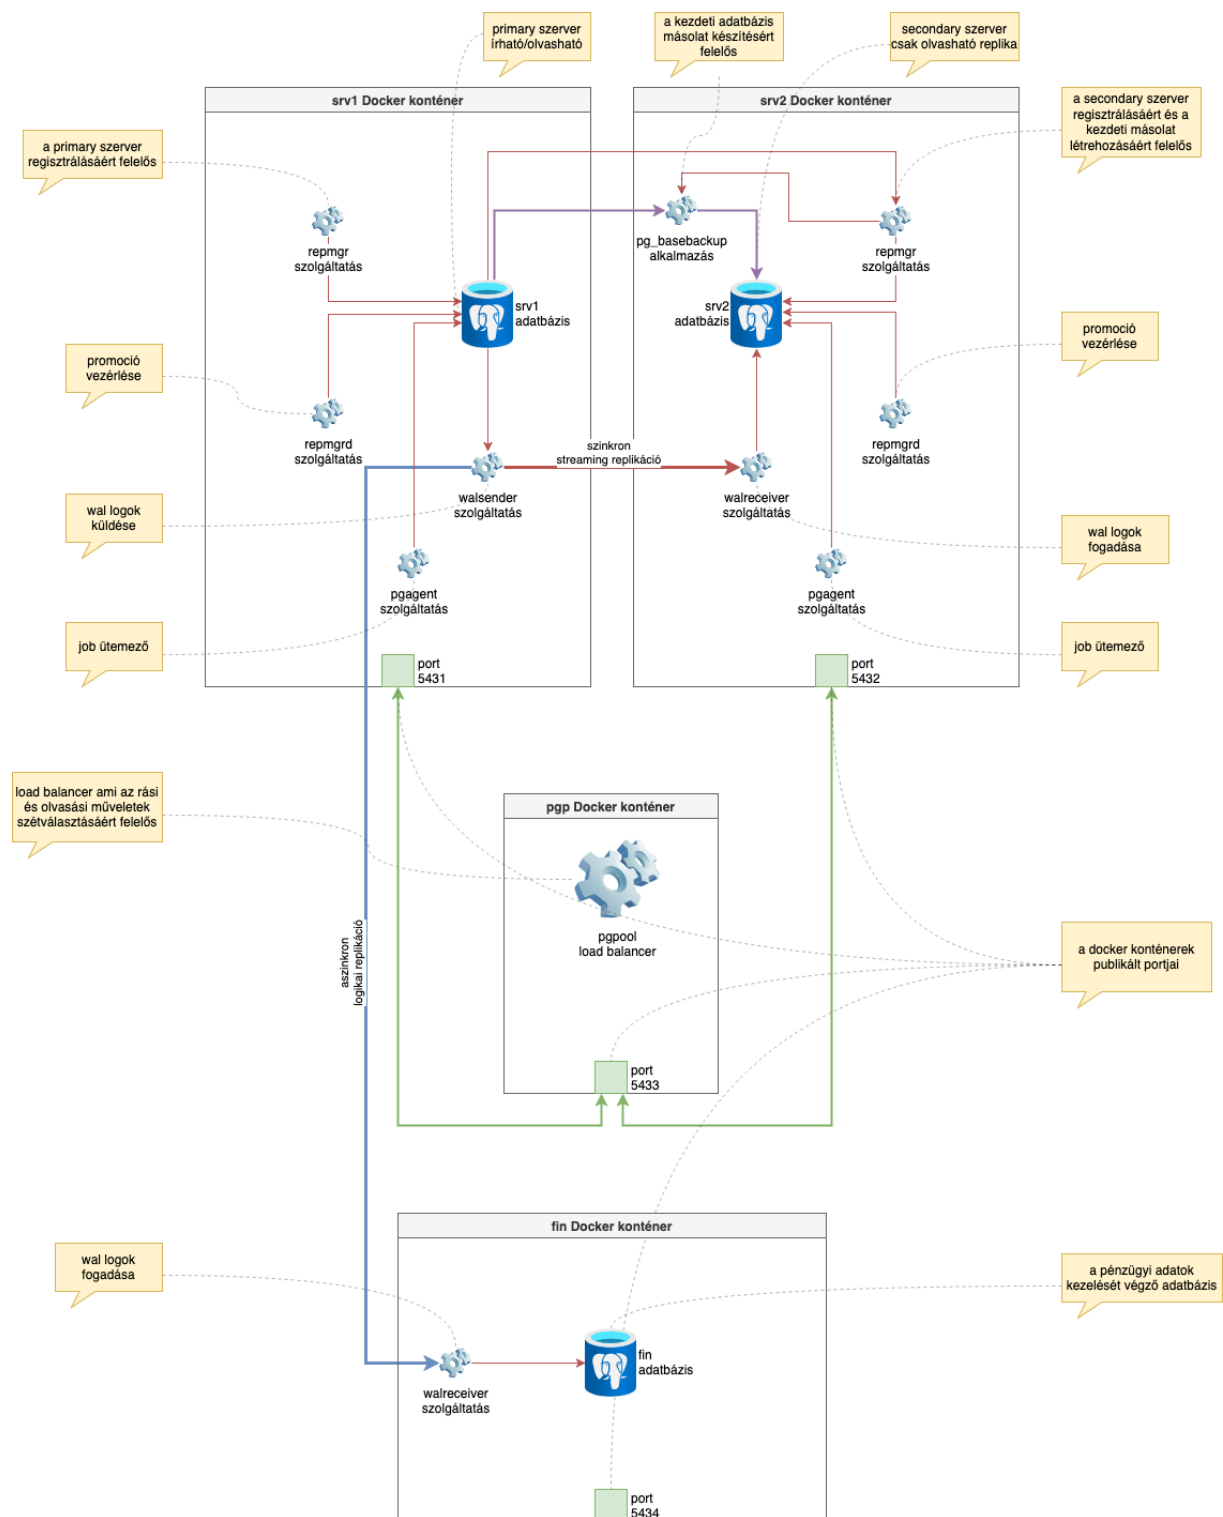 primary szerver
írható/olvasható
a kezdeti adatbázis
másolat készítésért
felelős
secondary szerver
csak olvasható replika
srv1 Docker konténer
srv2 Docker konténer
a secondary szerver
regisztrálásáért és a
kezdeti másolat
létrehozásáért felelős
a primary szerver
regisztrálásáért felelős
repmgr
szolgáltatás
pg_basebackup
alkalmazás
repmgr
szolgáltatás
srv1
adatbázis
srv2
adatbázis
promoció
vezérlése
promoció
vezérlése
repmgrd
szolgáltatás
repmgrd
szolgáltatás
szinkron
streaming replikáció
walsender
szolgáltatás
walreceiver
szolgáltatás
wal logok
küldése
wal logok
fogadása
pgagent
szolgáltatás
pgagent
szolgáltatás
job ütemező
job ütemező
port
5431
port
5432
load balancer ami az rási
és olvasási műveletek
szétválasztásáért felelős
pgp Docker konténer
pgpool
load balancer
aszinkron
logikai replikáció
a docker konténerek
publikált portjai
port
5433
fin Docker konténer
wal logok
fogadása
a pénzügyi adatok
kezelését végző adatbázis
fin
adatbázis
walreceiver
szolgáltatás
port
5434